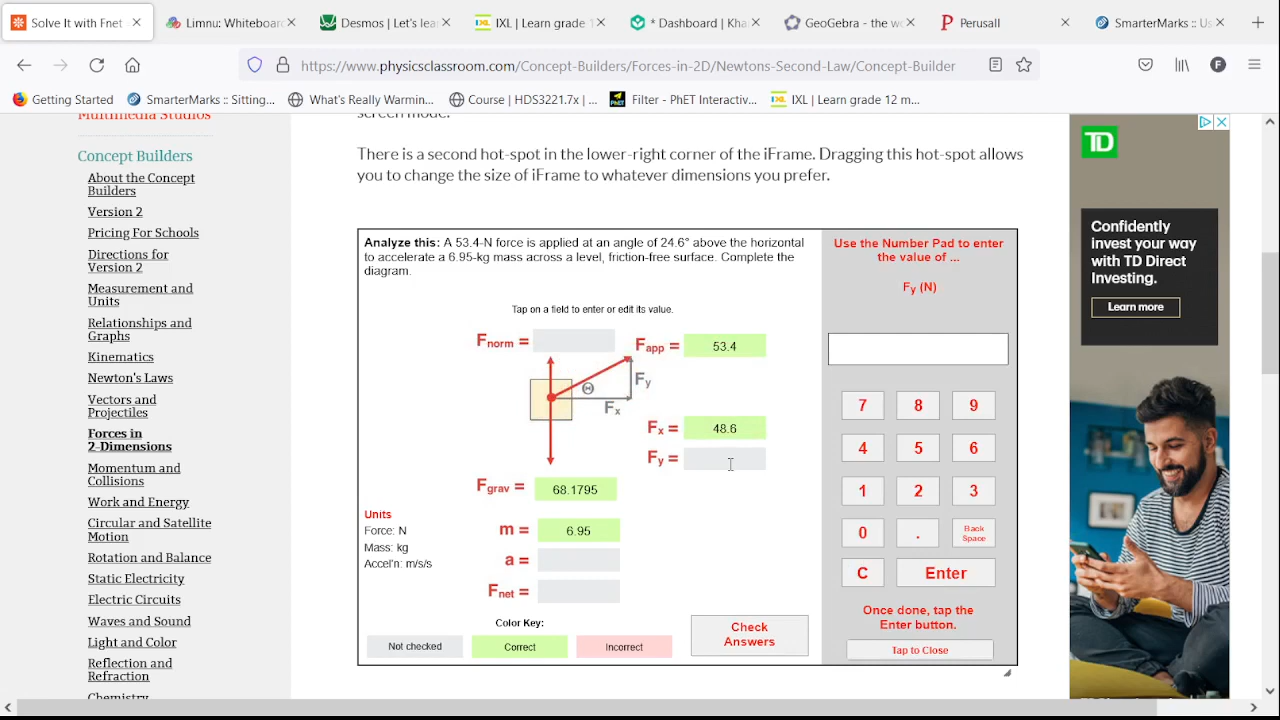 Solve It with Fnet
Limnu: Whiteboard
Desmos | Let's lea
IXL | Learn grade 1
* Dashboard | Kha
GeoGebra - the wo
Perusall
SmarterMarks :: Us
https://www.physicsclassroom.com/Concept-Builders/Forces-in-2D/Newtons-Second-Law/Concept-Builder
F
Getting Started
SmarterMarks :: Sitting...
What's Really Warmin...
Course | HDS3221.7x | ...
Filter - PhET Interactiv...
IXL | Learn grade 12 m...
Multimedia Studios
Concept Builders
About the Concept
Builders
Version 2
Pricing For Schools
Directions for
Version 2
Measurement and
Units
Relationships and
Graphs
Kinematics
Newton's Laws
Vectors and
Projectiles
Forces in
2-Dimensions
Momentum and
Collisions
Work and Energy
Circular and Satellite
Motion
Rotation and Balance
Static Electricity
Electric Circuits
Waves and Sound
Light and Color
Reflection and
Refraction
Chemistry
screen mode.
There is a second hot-spot in the lower-right corner of the iFrame. Dragging this hot-spot allows
you to change the size of iFrame to whatever dimensions you prefer.
Analyze this: A 53.4-N force is applied at an angle of 24.6° above the horizontal
to accelerate a 6.95-kg mass across a level, friction-free surface. Complete the
diagram.
Tap on a field to enter or edit its value.
Fnorm =
Fapp = 53.4
Θ
Fy
Fx
Fx = 48.6
Fy =
Fgrav = 68.1795
Units
Force: N
Mass: kg
Accel'n: m/s/s
m = 6.95
a =
Fnet =
Color Key:
Not checked
Correct
Incorrect
Check
Answers
Use the Number Pad to enter
the value of ...
Fy (N)
7 8 9
4 5 6
1 2 3
0 . Back
Space
C Enter
Once done, tap the
Enter button.
Tap to Close
TD
Confidently
invest your way
with TD Direct
Investing.
Learn more